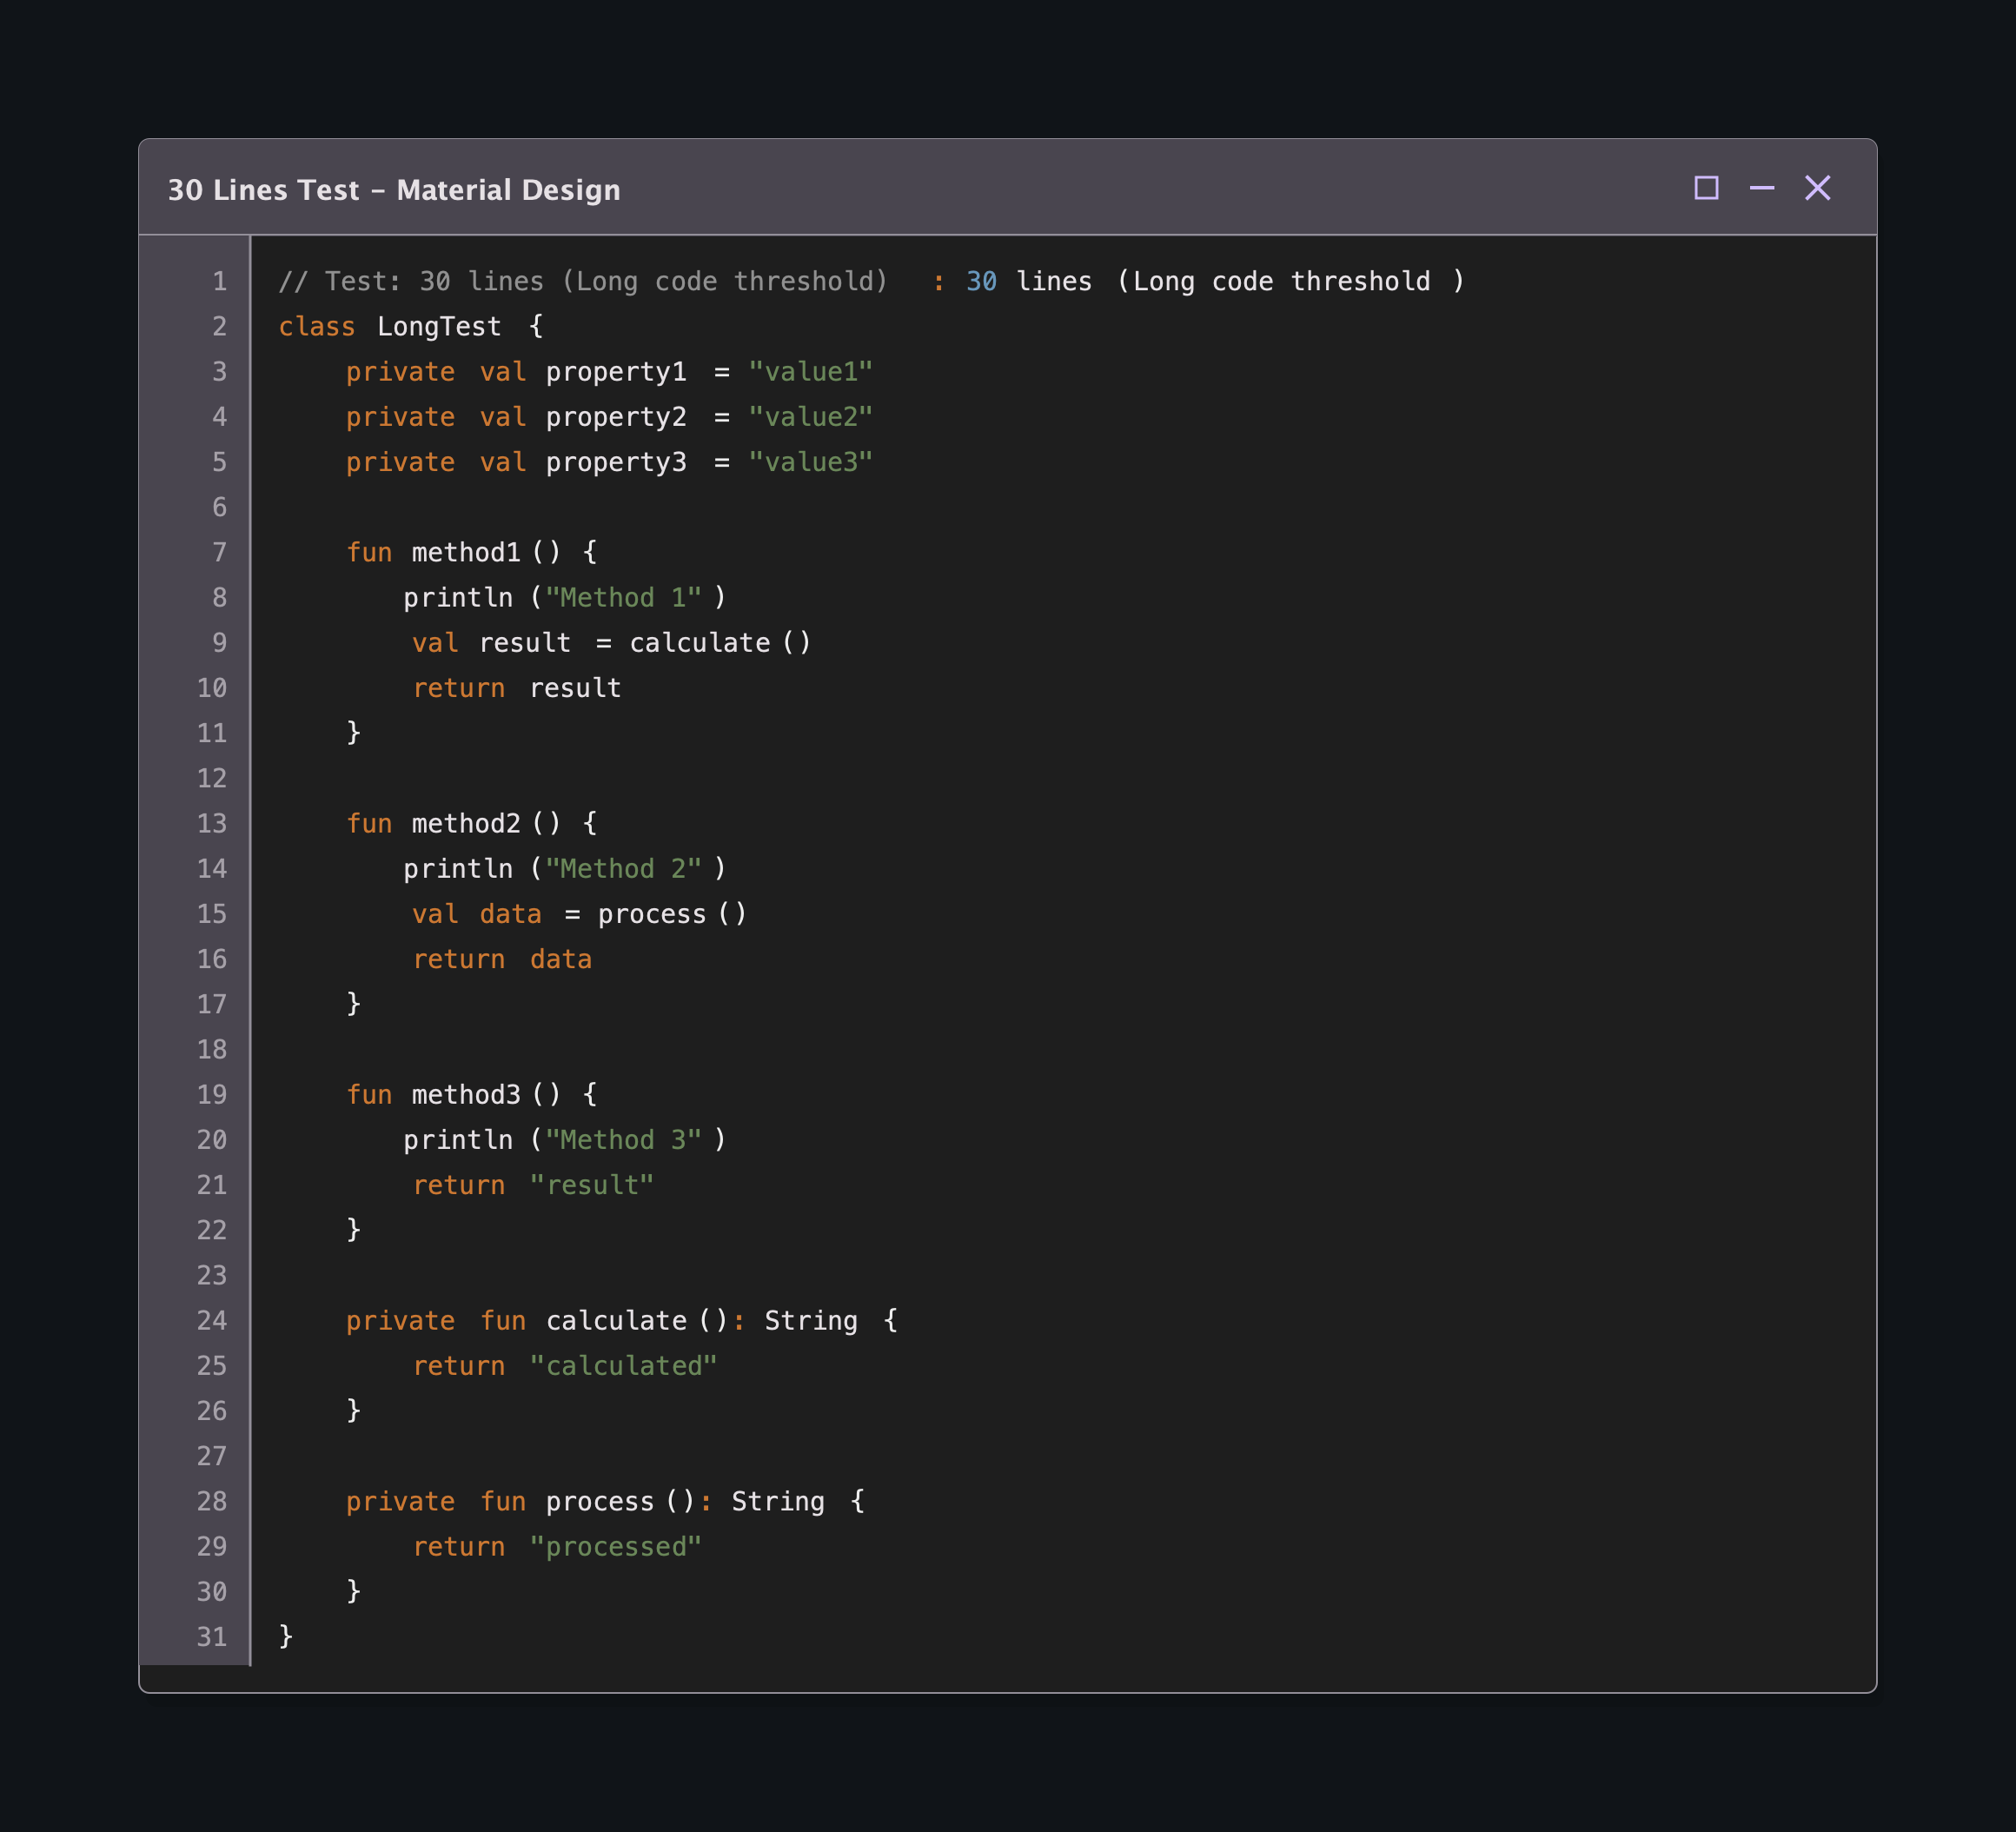 30 Lines Test – Material Design
1 // Test: 30 lines (Long code threshold) : 30 lines (Long code threshold )
2 class LongTest {
3 private val property1 = "value1"
4 private val property2 = "value2"
5 private val property3 = "value3"
6
7 fun method1 () {
8 println ("Method 1" )
9 val result = calculate ()
10 return result
11 }
12
13 fun method2 () {
14 println ("Method 2" )
15 val data = process ()
16 return data
17 }
18
19 fun method3 () {
20 println ("Method 3" )
21 return "result"
22 }
23
24 private fun calculate (): String {
25 return "calculated"
26 }
27
28 private fun process (): String {
29 return "processed"
30 }
31 }